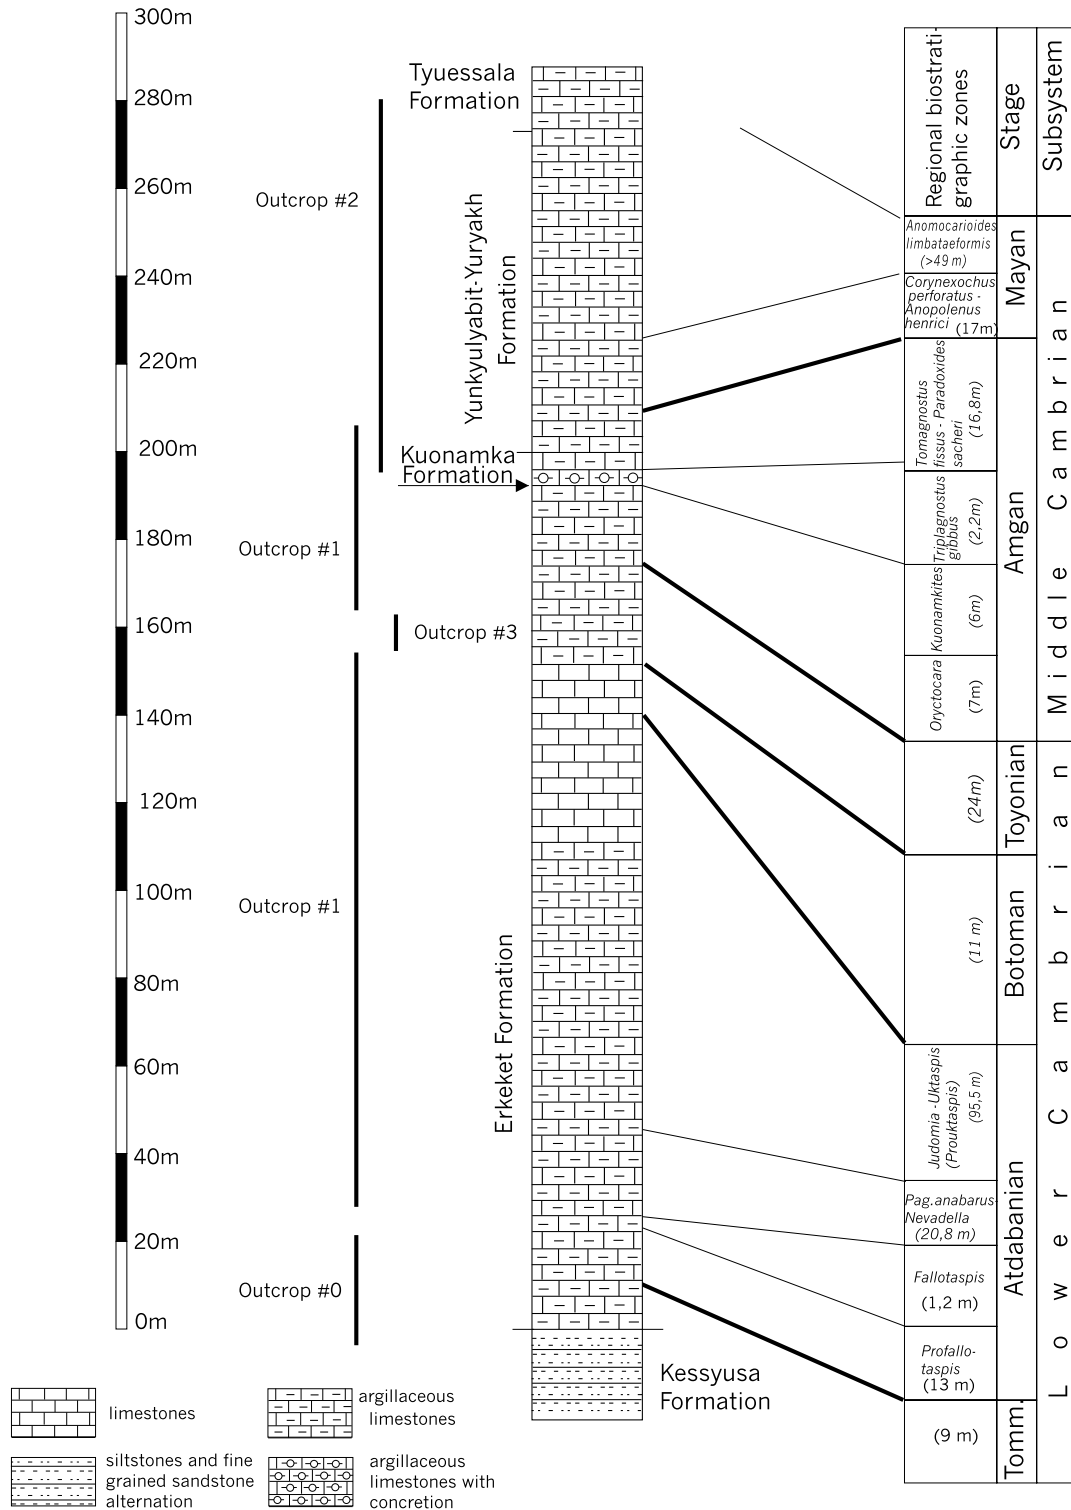 300m
280m
260m
240m
220m
200m
180m
160m
140m
120m
100m
80m
60m
40m
20m
0m
Outcrop #2
Outcrop #1
Outcrop #3
Outcrop #1
Outcrop #0
Tyuessala
Formation
Yunkyulyabit-Yuryakh
Formation
Kuonamka
Formation
Erkeket Formation
Kessyusa
Formation
Regional biostrati-
graphic zones
Stage
Subsystem
Anomocarioides
limbataeformis
(>49 m)
Corynexochus
perforatus -
Anopolenus
henrici (17m)
Tomagnostus
fissus - Paradoxides
sacheri
(16,8m)
Triplagnostus
gibbus
(2,2m)
Kuonamkites
(6m)
Oryctocara
(7m)
(24m)
(11 m)
Judomia - Uktaspis
(Prouktaspis)
(95,5 m)
Pag.anabarus-
Nevadella
(20,8 m)
Fallotaspis
(1,2 m)
Profallo-
taspis
(13 m)
(9 m)
Mayan
Amgan
Toyonian
Botoman
Atdabanian
Tomm.
Middle Cambrian
Lower Cambrian
limestones
argillaceous
limestones
siltstones and fine
grained sandstone
alternation
argillaceous
limestones with
concretion